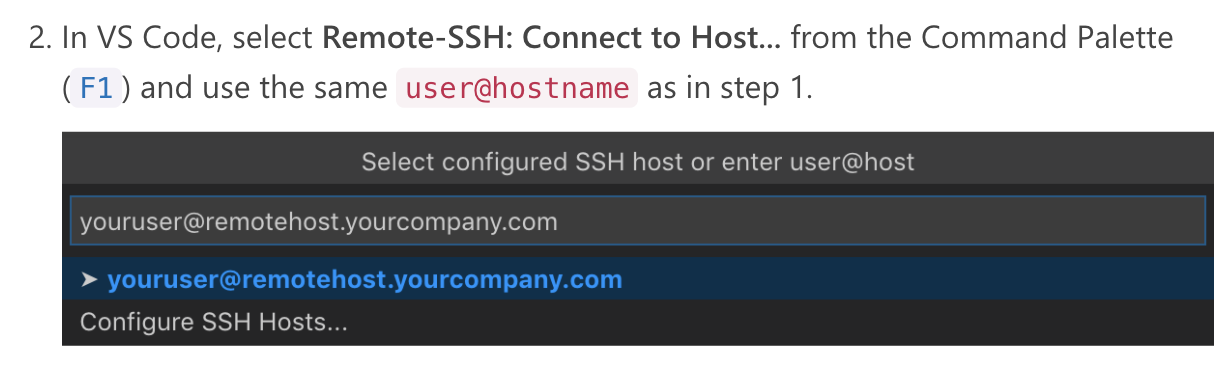 2. In VS Code, select Remote-SSH: Connect to Host... from the Command Palette
(F1) and use the same user@hostname as in step 1.
Select configured SSH host or enter user@host
youruser@remotehost.yourcompany.com
➤ youruser@remotehost.yourcompany.com
Configure SSH Hosts...